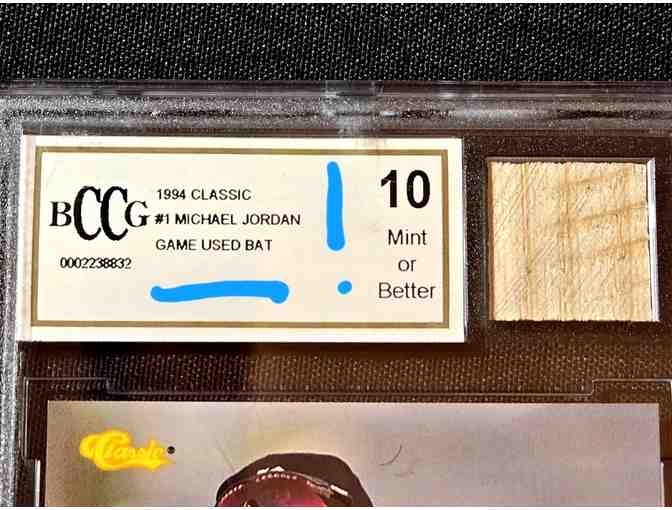 BCCG
0002238832
1994 CLASSIC
#1 MICHAEL JORDAN
GAME USED BAT
10
Mint
or
Better
Classic®